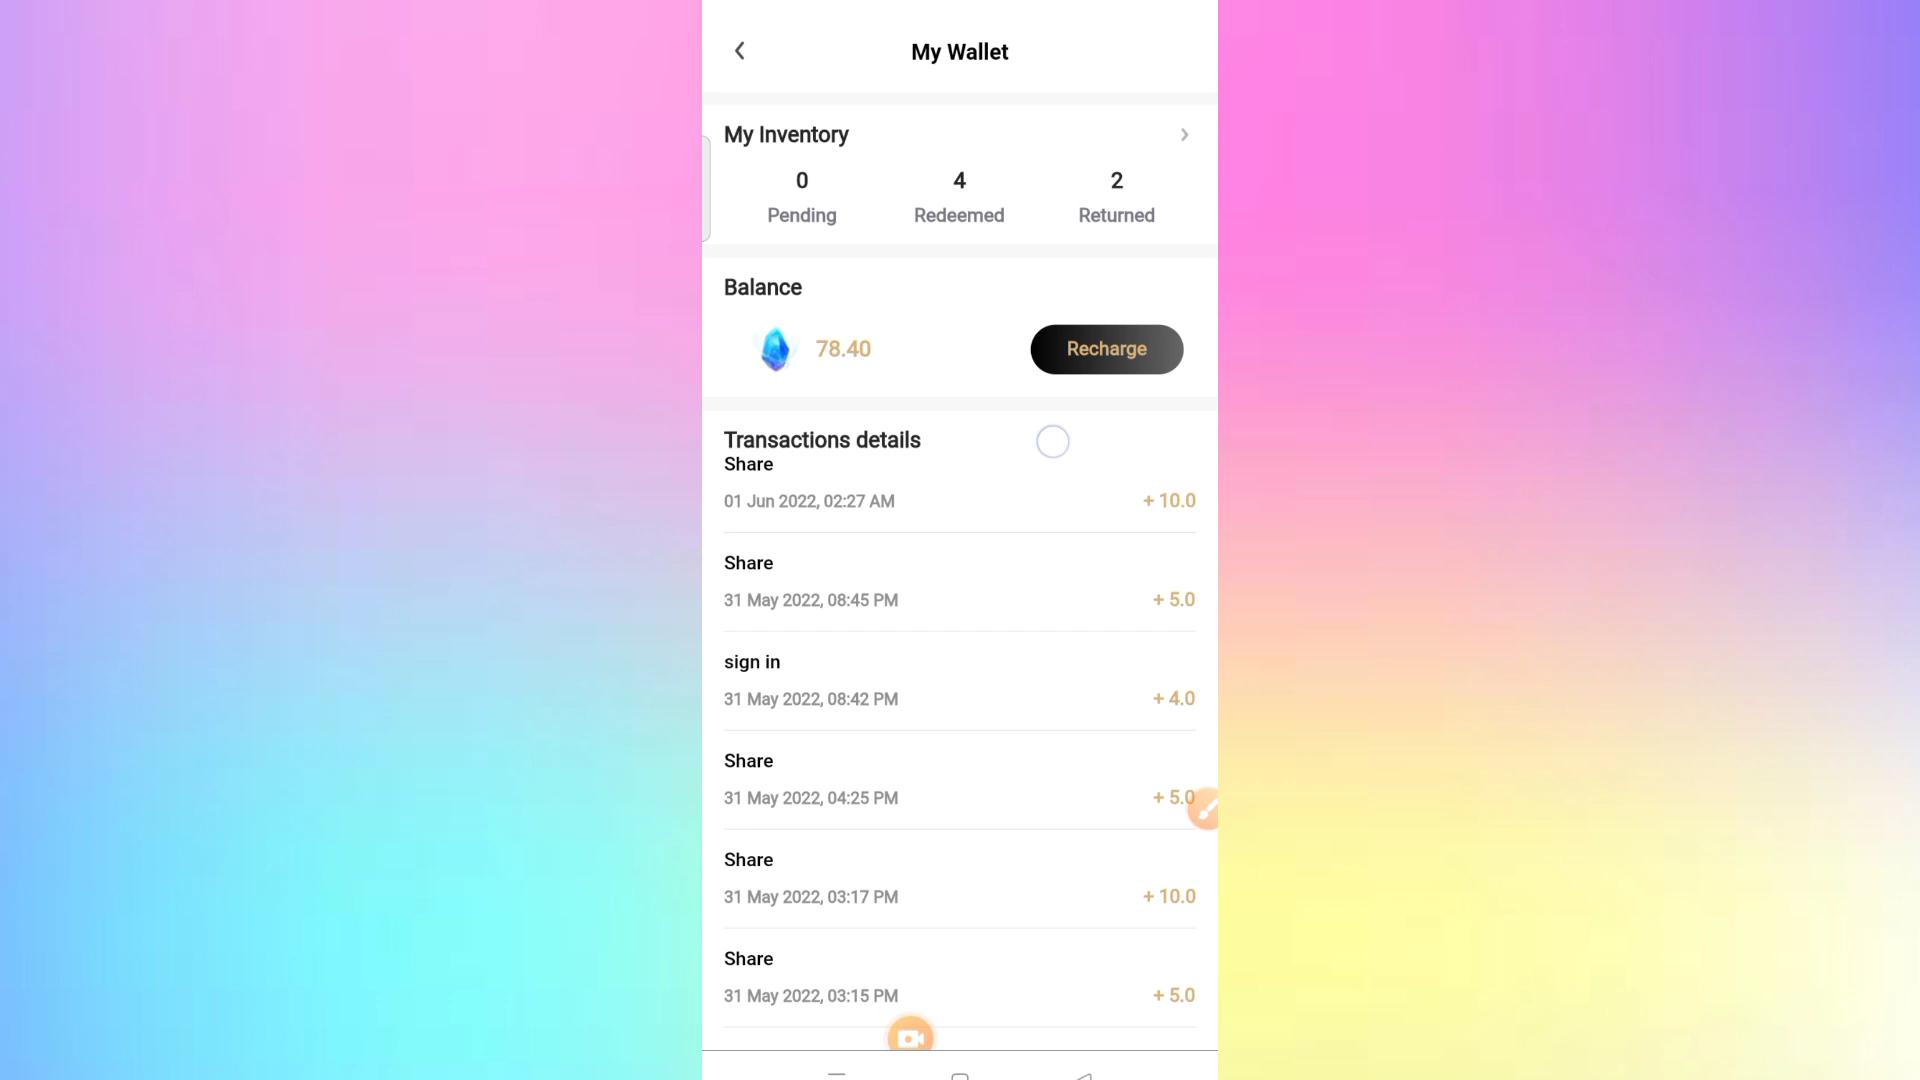 My Wallet
My Inventory
0 4 2
Pending Redeemed Returned
Balance
78.40 Recharge
Transactions details
Share
01 Jun 2022, 02:27 AM + 10.0
Share
31 May 2022, 08:45 PM + 5.0
sign in
31 May 2022, 08:42 PM + 4.0
Share
31 May 2022, 04:25 PM + 5.0
Share
31 May 2022, 03:17 PM + 10.0
Share
31 May 2022, 03:15 PM + 5.0